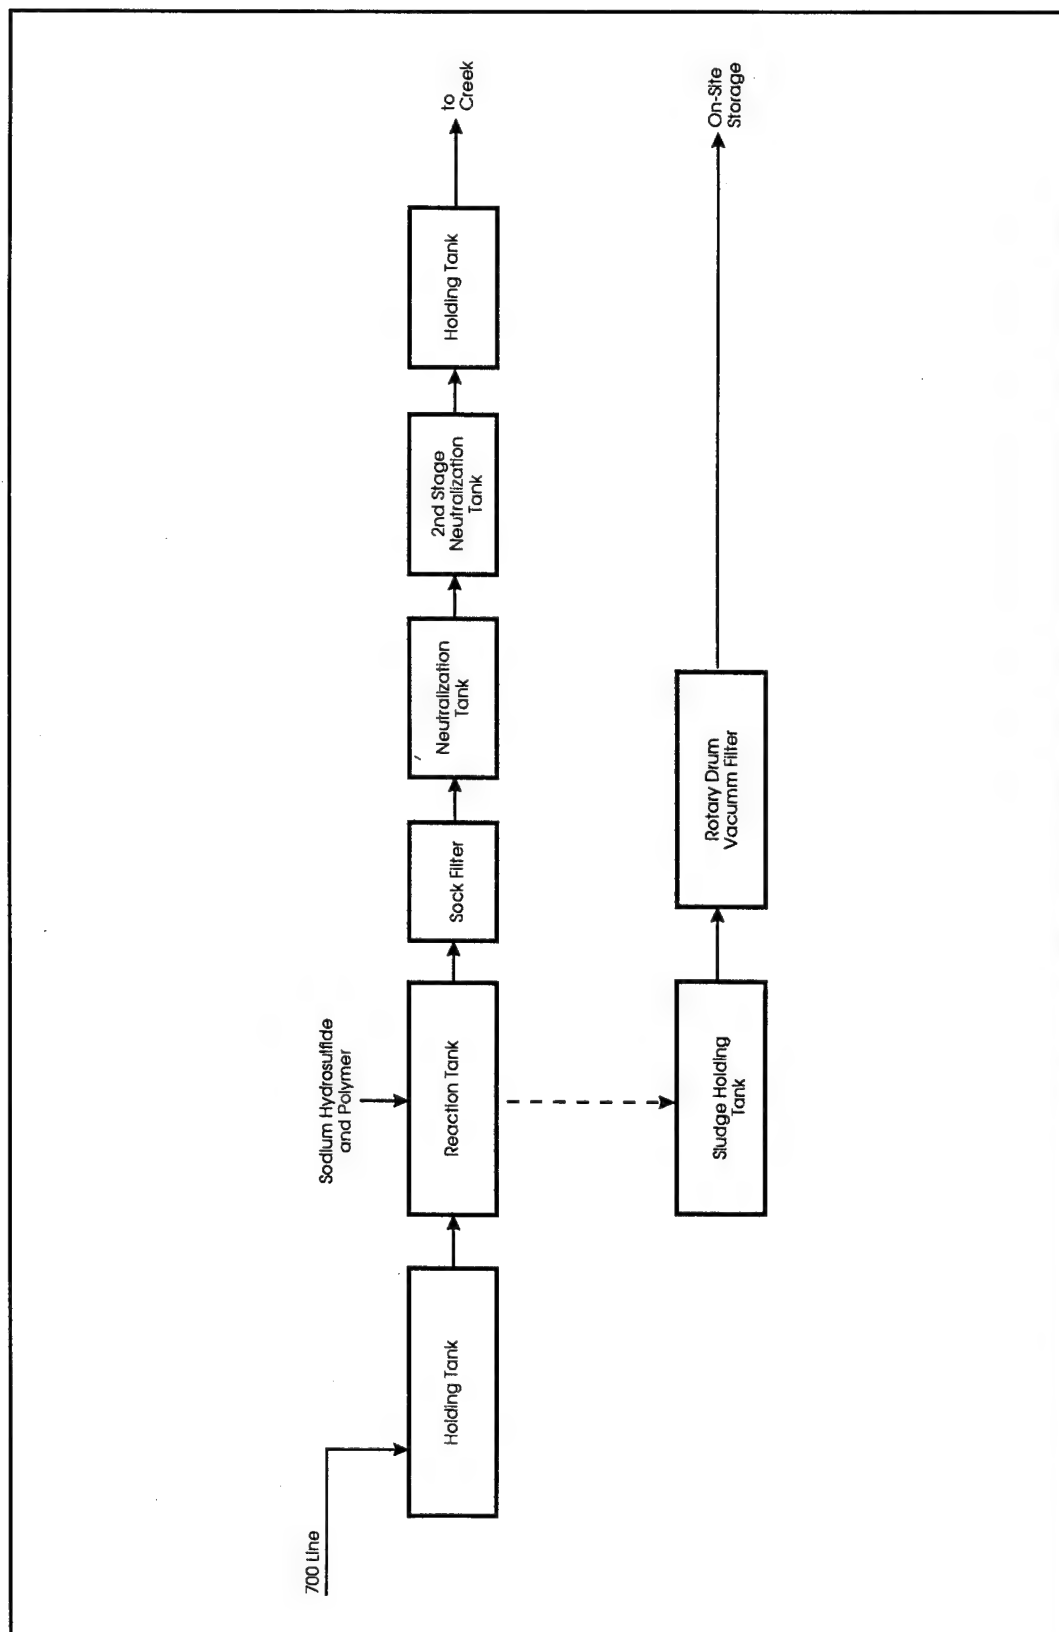 700 Line
Holding Tank
Sodium Hydrosulfide
and Polymer
Reaction Tank
Sock Filter
Neutralization
Tank
2nd Stage
Neutralization
Tank
Holding Tank
to
Creek
Sludge Holding
Tank
Rotary Drum
Vacumm Filter
On-Site
Storage